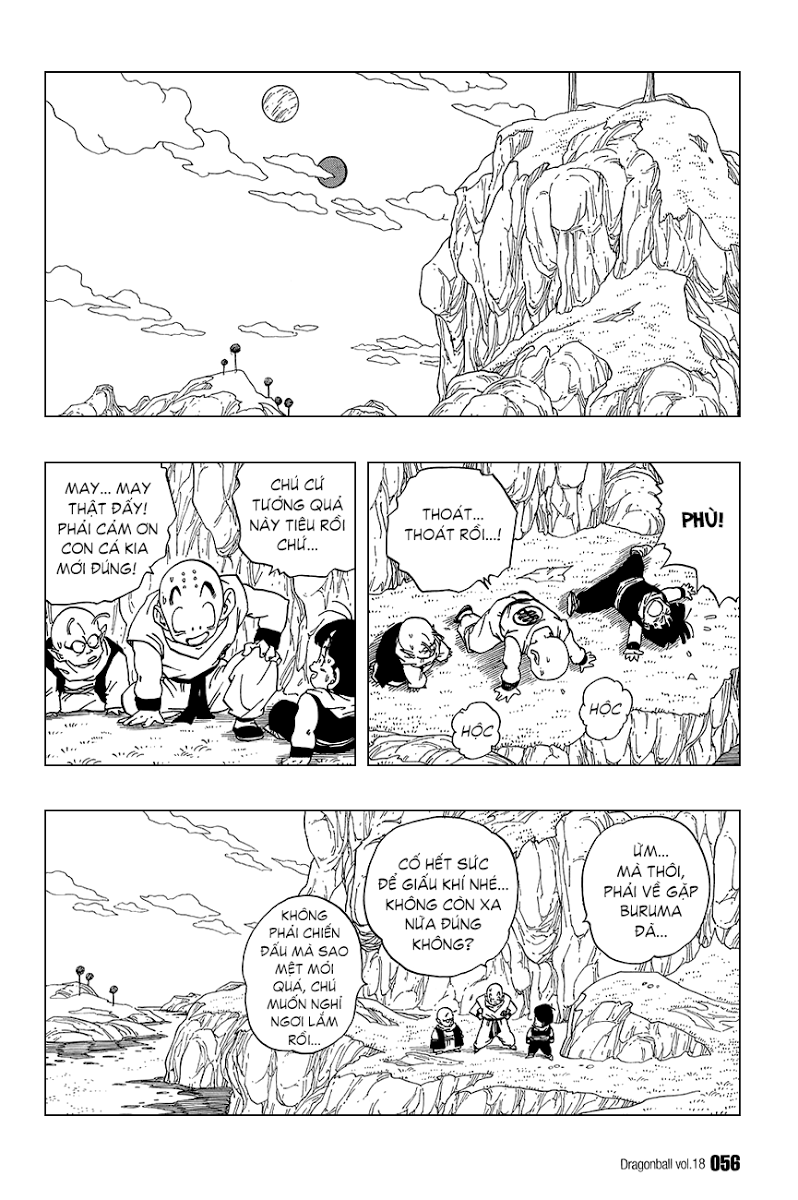 PHÙ!
THOÁT...
THOÁT RỒI...!
HỘC
HỘC
CHÚ CỨ
TƯỞNG QUẢ
NÀY TIÊU RỒI
CHỨ...
MAY... MAY
THẬT ĐẤY!
PHẢI CẢM ƠN
CON CÁ KIA
MỚI ĐÚNG!
ỪM...
MÀ THÔI,
PHẢI VỀ GẶP
BURUMA
ĐÃ...
CỐ HẾT SỨC
ĐỂ GIẤU KHÍ NHÉ...
KHÔNG CÒN XA
NỮA ĐÚNG
KHÔNG?
KHÔNG
PHẢI CHIẾN
ĐẤU MÀ SAO
MỆT MỎI
QUÁ, CHÚ
MUỐN NGHỈ
NGƠI LẮM
RỒI...
Dragonball vol.18 056